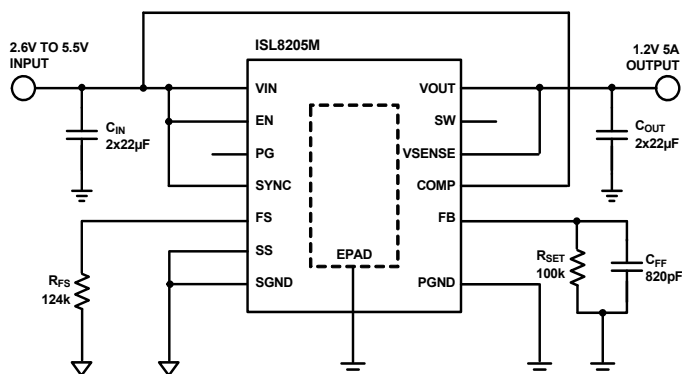 2.6V TO 5.5V
INPUT
ISL8205M
1.2V 5A
OUTPUT
VIN
VOUT
EN
SW
CIN
2x22µF
COUT
2x22µF
PG
VSENSE
SYNC
COMP
FS
FB
SS
EPAD
RSET
100k
CFF
820pF
RFS
124k
SGND
PGND